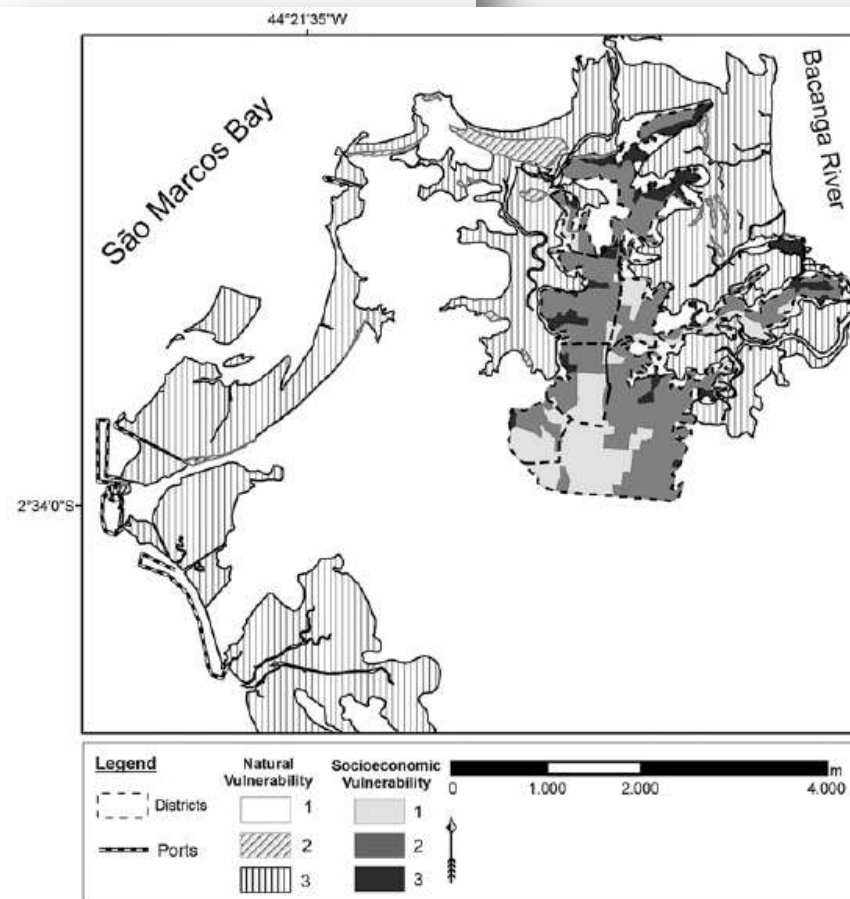 44°21'35"W
São Marcos Bay
Bacanga River
2°34'0"S
Legend
Districts
Ports
Natural
Vulnerability
1
2
3
Socioeconomic
Vulnerability
1
2
3
m
0 1.000 2.000 4.000